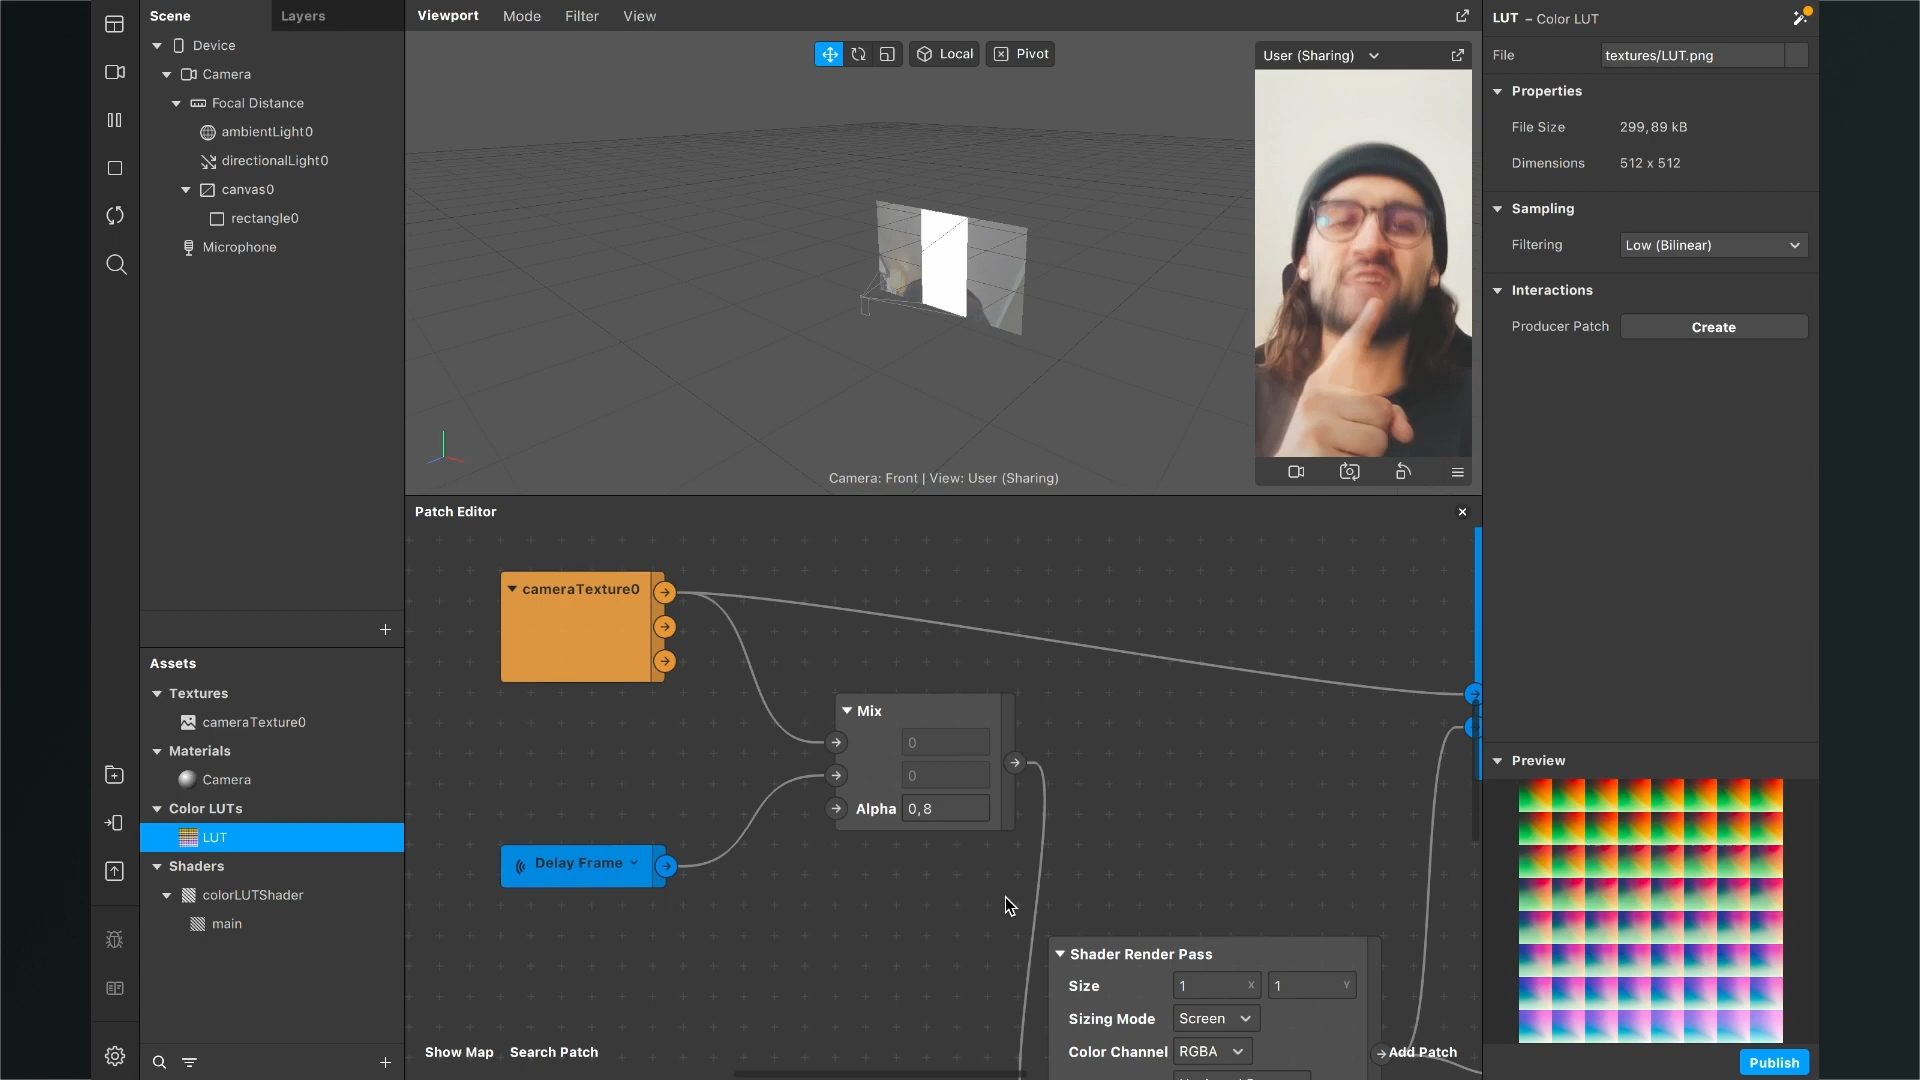 Scene
Layers
Device
Camera
Focal Distance
ambientLight0
directionalLight0
canvas0
rectangle0
Microphone
Assets
Textures
cameraTexture0
Materials
Camera
Color LUTs
LUT
Shaders
colorLUTShader
main
Viewport
Mode
Filter
View
Local
Pivot
User (Sharing)
Camera: Front | View: User (Sharing)
Patch Editor
cameraTexture0
Mix
0
0
Alpha 0,8
Delay Frame
Shader Render Pass
Size 1 X 1 Y
Sizing Mode Screen
Color Channel RGBA
Show Map
Search Patch
Add Patch
LUT – Color LUT
File textures/LUT.png
Properties
File Size 299,89 kB
Dimensions 512 x 512
Sampling
Filtering Low (Bilinear)
Interactions
Producer Patch Create
Preview
Publish